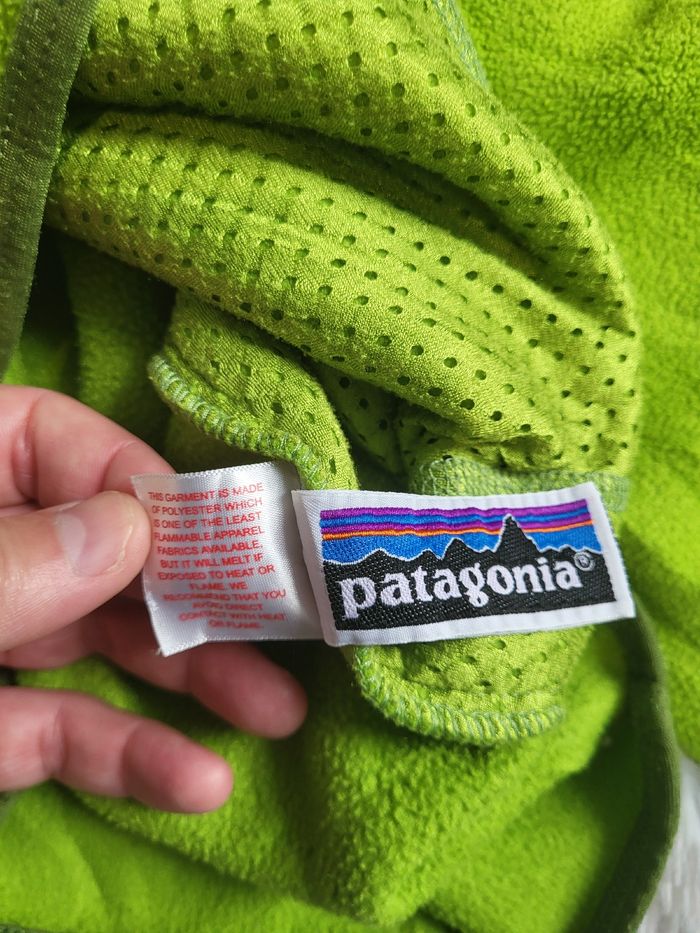 THIS GARMENT IS MADE
OF POLYESTER WHICH
IS ONE OF THE LEAST
FLAMMABLE APPAREL
FABRICS AVAILABLE,
BUT IT WILL MELT IF
EXPOSED TO HEAT OR
FLAME. WE
RECOMMEND THAT YOU
AVOID DIRECT
CONTACT WITH HEAT
OR FLAME.
patagonia®